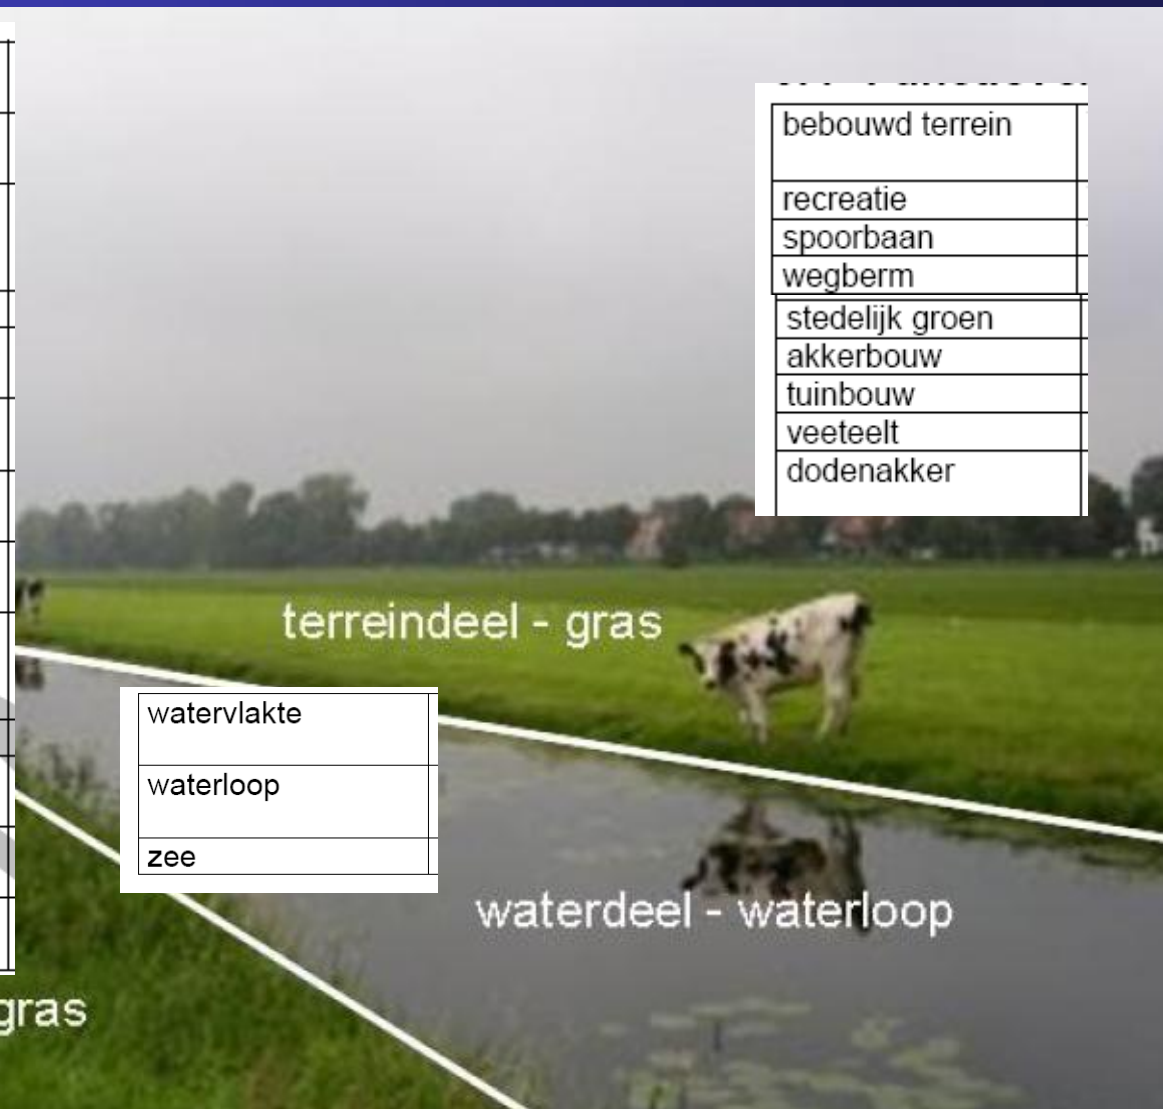 bebouwd terrein
recreatie
spoorbaan
wegberm
stedelijk groen
akkerbouw
tuinbouw
veeteelt
dodenakker
terreindeel - gras
watervlakte
waterloop
zee
waterdeel - waterloop
gras